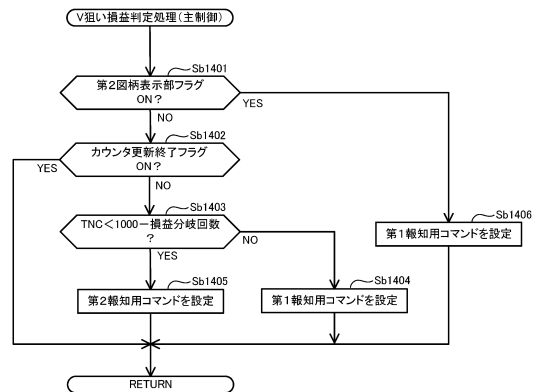 V狙い損益判定処理(主制御)
Sb1401
第2図柄表示部フラグ
ON?
YES
NO
Sb1402
カウンタ更新終了フラグ
ON?
YES
NO
Sb1403
TNC<1000-損益分岐回数
?
NO
YES
Sb1406
第1報知用コマンドを設定
Sb1405
第2報知用コマンドを設定
Sb1404
第1報知用コマンドを設定
RETURN